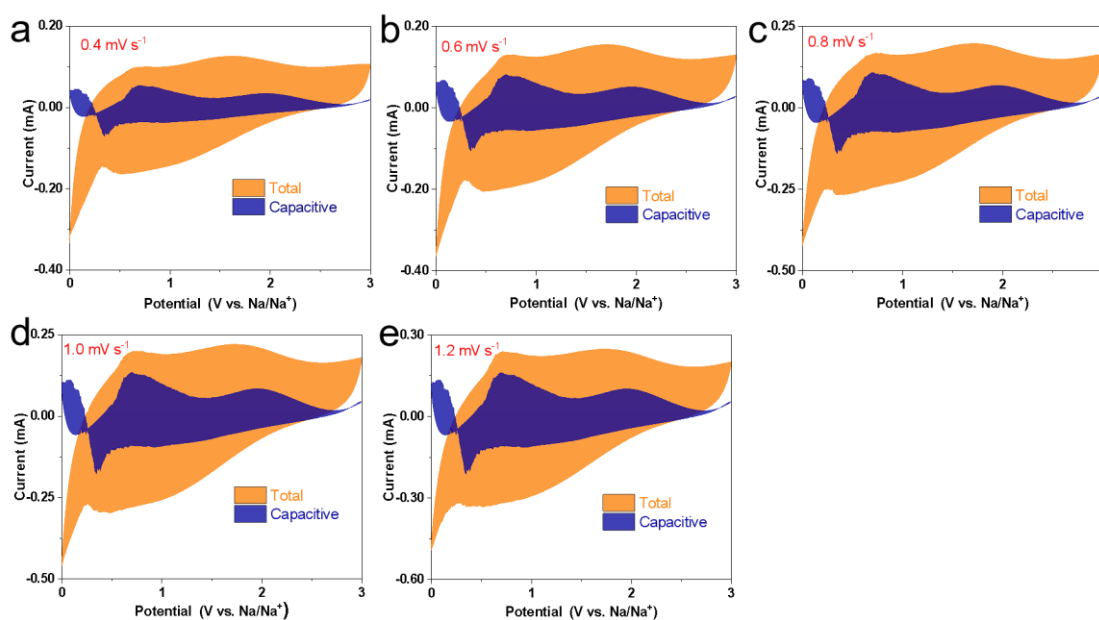 a
0.4 mV s⁻¹
0.20
0.00
-0.20
-0.40
Current (mA)
Total
Capacitive
0 1 2 3
Potential (V vs. Na/Na⁺)
b
0.6 mV s⁻¹
0.20
0.00
-0.20
-0.40
Current (mA)
Total
Capacitive
0 1 2 3
Potential (V vs. Na/Na⁺)
c
0.8 mV s⁻¹
0.25
0.00
-0.25
-0.50
Current (mA)
Total
Capacitive
0 1 2
Potential (V vs. Na/Na⁺)
d
1.0 mV s⁻¹
0.25
0.00
-0.25
-0.50
Current (mA)
Total
Capacitive
0 1 2 3
Potential (V vs. Na/Na⁺)
e
1.2 mV s⁻¹
0.30
0.00
-0.30
-0.60
Current (mA)
Total
Capacitive
0 1 2 3
Potential (V vs. Na/Na⁺)